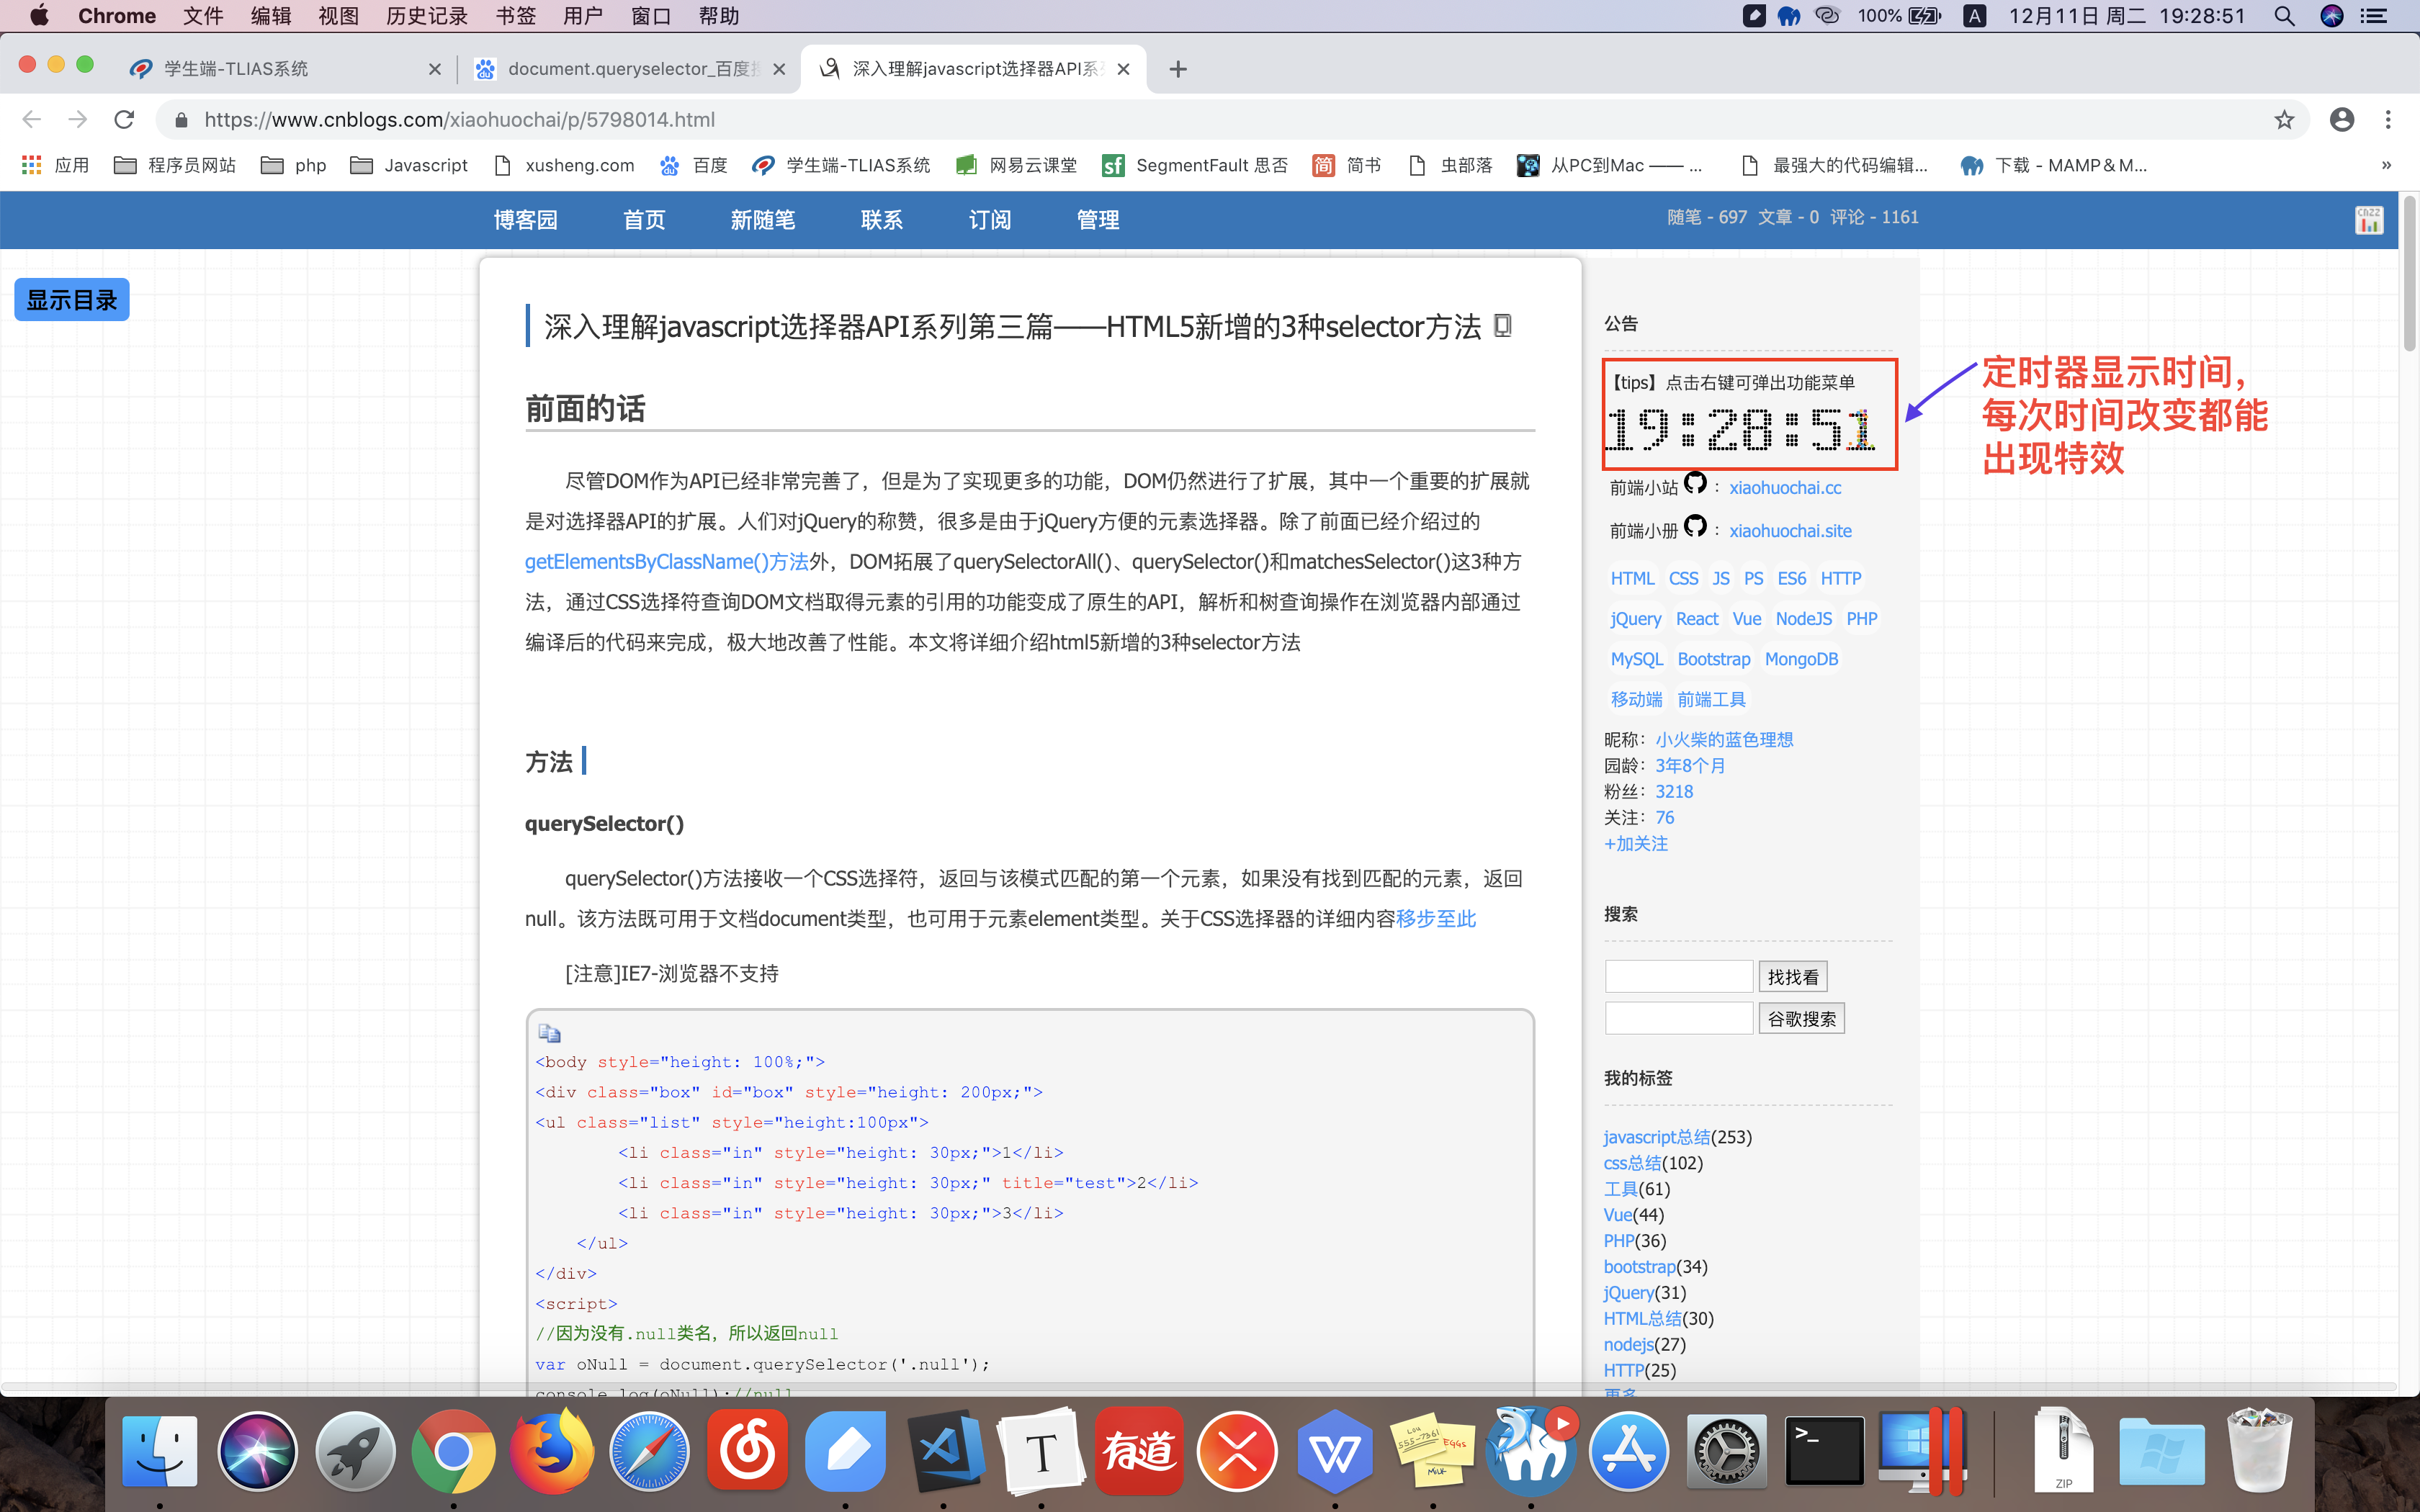 Chrome 文件 编辑 视图 历史记录 书签 用户 窗口 帮助 100% A 12月11日 周二 19:28:51
学生端-TLIAS系统 document.queryselector_百度 深入理解javascript选择器API系
https://www.cnblogs.com/xiaohuochai/p/5798014.html
应用 程序员网站 php Javascript xusheng.com 百度 学生端-TLIAS系统 网易云课堂 SegmentFault 思否 简书 虫部落 从PC到Mac —— ... 最强大的代码编辑... 下载 - MAMP & M... »
博客园 首页 新随笔 联系 订阅 管理 随笔 - 697 文章 - 0 评论 - 1161
显示目录
深入理解javascript选择器API系列第三篇——HTML5新增的3种selector方法
前面的话
尽管DOM作为API已经非常完善了，但是为了实现更多的功能，DOM仍然进行了扩展，其中一个重要的扩展就
是对选择器API的扩展。人们对jQuery的称赞，很多是由于jQuery方便的元素选择器。除了前面已经介绍过的
getElementsByClassName()方法外，DOM拓展了querySelectorAll()、querySelector()和matchesSelector()这3种方
法，通过CSS选择符查询DOM文档取得元素的引用的功能变成了原生的API，解析和树查询操作在浏览器内部通过
编译后的代码来完成，极大地改善了性能。本文将详细介绍html5新增的3种selector方法
方法
querySelector()
querySelector()方法接收一个CSS选择符，返回与该模式匹配的第一个元素，如果没有找到匹配的元素，返回
null。该方法既可用于文档document类型，也可用于元素element类型。关于CSS选择器的详细内容移步至此
[注意]IE7-浏览器不支持
<body style="height: 100%;">
<div class="box" id="box" style="height: 200px;">
<ul class="list" style="height:100px">
<li class="in" style="height: 30px;">1</li>
<li class="in" style="height: 30px;" title="test">2</li>
<li class="in" style="height: 30px;">3</li>
</ul>
</div>
<script>
//因为没有.null类名，所以返回null
var oNull = document.querySelector('.null');
console.log(oNull);//null
公告
【tips】点击右键可弹出功能菜单
19:28:51
定时器显示时间，
每次时间改变都能
出现特效
前端小站 ： xiaohuochai.cc
前端小册 ： xiaohuochai.site
HTML CSS JS PS ES6 HTTP
jQuery React Vue NodeJS PHP
MySQL Bootstrap MongoDB
移动端 前端工具
昵称：小火柴的蓝色理想
园龄：3年8个月
粉丝：3218
关注：76
+加关注
搜索
找找看
谷歌搜索
我的标签
javascript总结(253)
css总结(102)
工具(61)
Vue(44)
PHP(36)
bootstrap(34)
jQuery(31)
HTML总结(30)
nodejs(27)
HTTP(25)
更多
T 有道 >_ ZIP